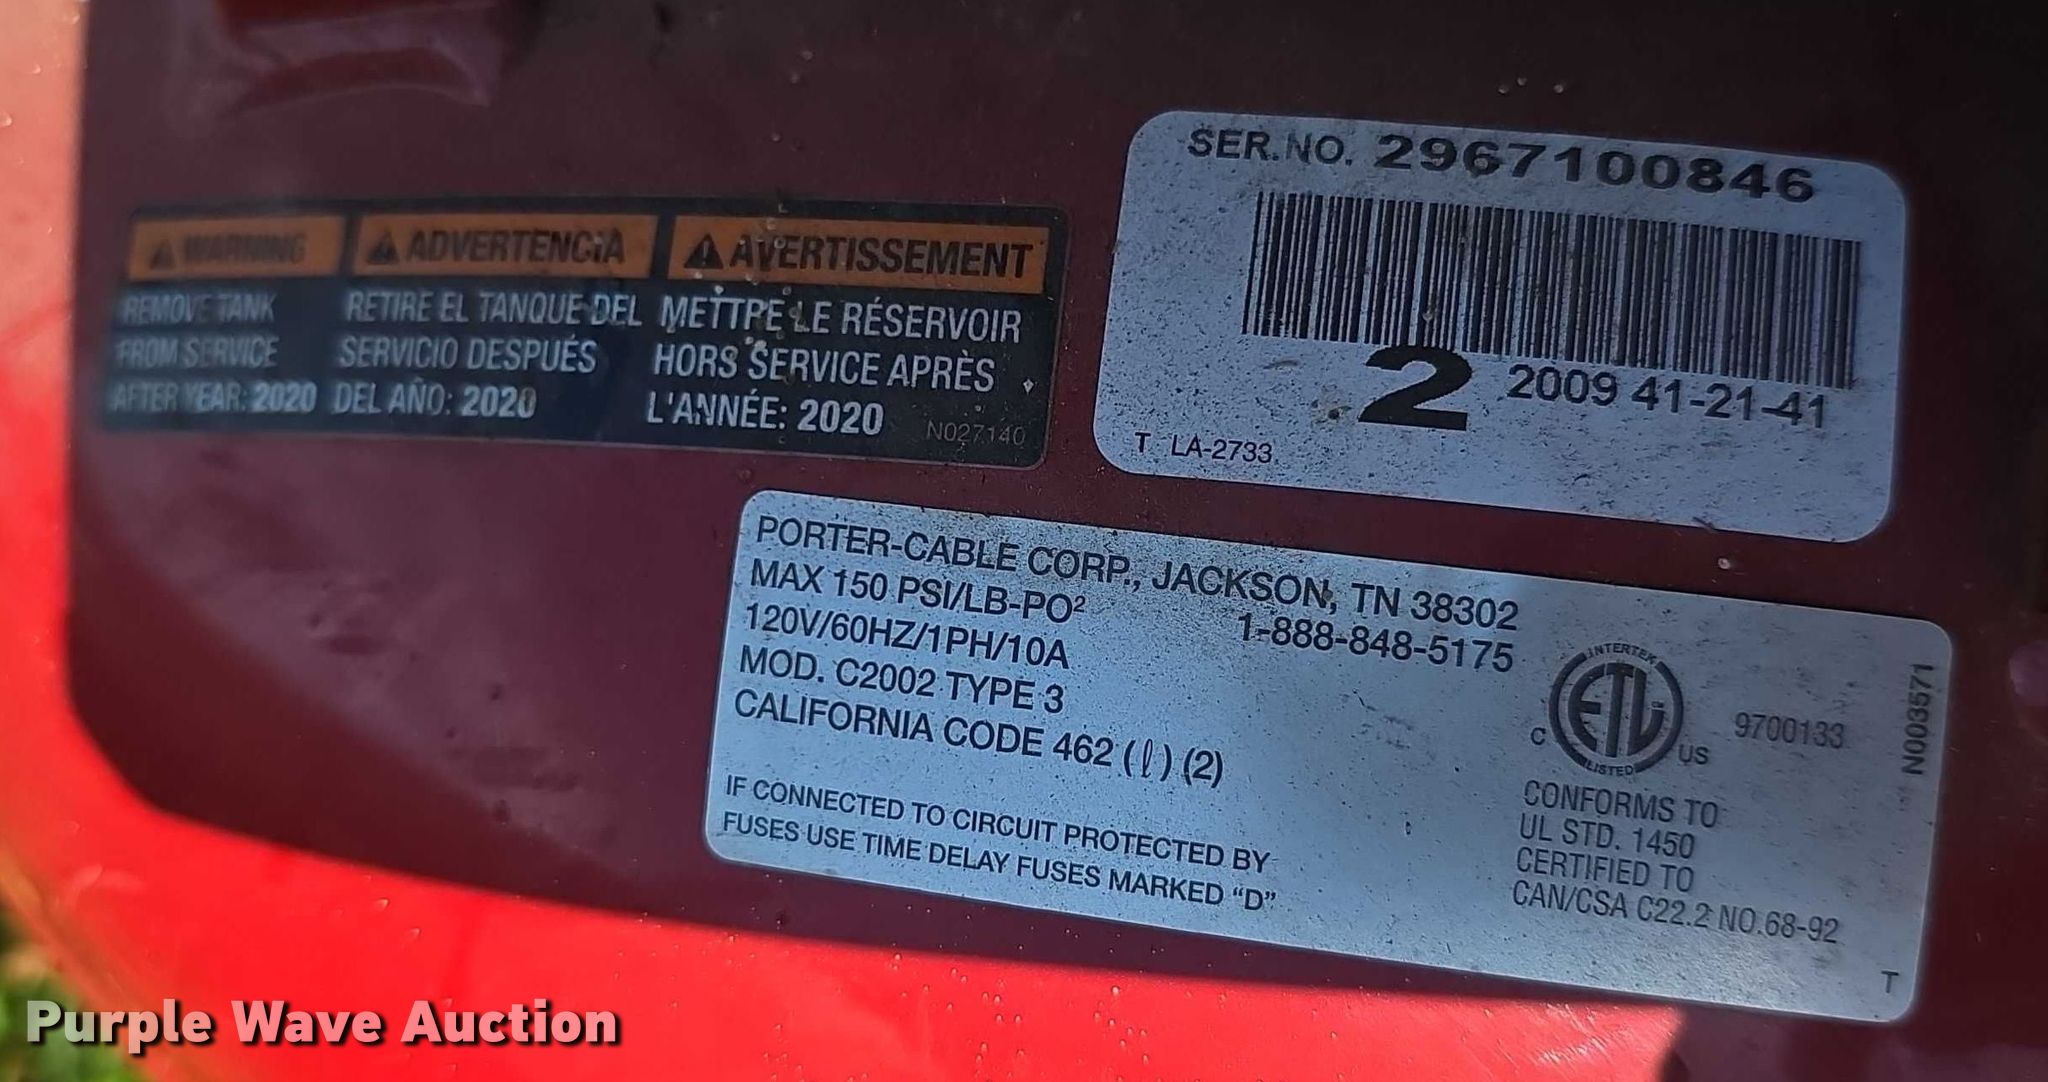 WARNING
REMOVE TANK
FROM SERVICE
AFTER YEAR: 2020
ADVERTENCIA
RETIRE EL TANQUE DEL
SERVICIO DESPUÉS
DEL AÑO: 2020
AVERTISSEMENT
METTRE LE RÉSERVOIR
HORS SERVICE APRÈS
L'ANNÉE: 2020
N027140
SER.NO. 2967100846
2 2009 41-21-41
T LA-2733
PORTER-CABLE CORP., JACKSON, TN 38302
MAX 150 PSI/LB-PO²
1-888-848-5175
120V/60HZ/1PH/10A
MOD. C2002 TYPE 3
CALIFORNIA CODE 462 (ℓ) (2)
IF CONNECTED TO CIRCUIT PROTECTED BY
FUSES USE TIME DELAY FUSES MARKED “D”
INTERTEK
ETL
LISTED
C US
9700133
CONFORMS TO
UL STD. 1450
CERTIFIED TO
CAN/CSA C22.2 NO.68-92
N003571
T
Purple Wave Auction